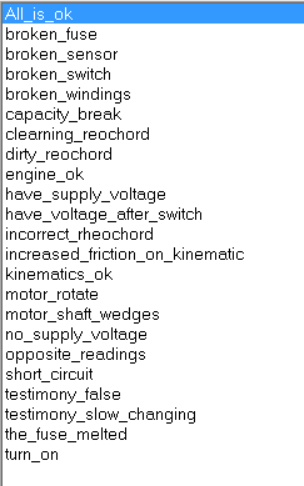 All_is_ok
broken_fuse
broken_sensor
broken_switch
broken_windings
capacity_break
clearning_reochord
dirty_reochord
engine_ok
have_supply_voltage
have_voltage_after_switch
incorrect_rheochord
increased_friction_on_kinematic
kinematics_ok
motor_rotate
motor_shaft_wedges
no_supply_voltage
opposite_readings
short_circuit
testimony_false
testimony_slow_changing
the_fuse_melted
turn_on